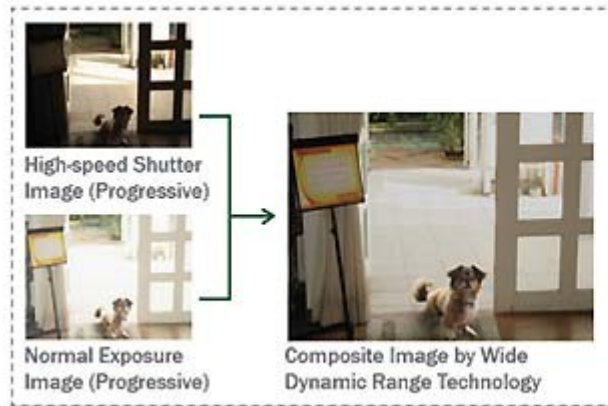 High-speed Shutter
Image (Progressive)
Normal Exposure
Image (Progressive)
Composite Image by Wide
Dynamic Range Technology